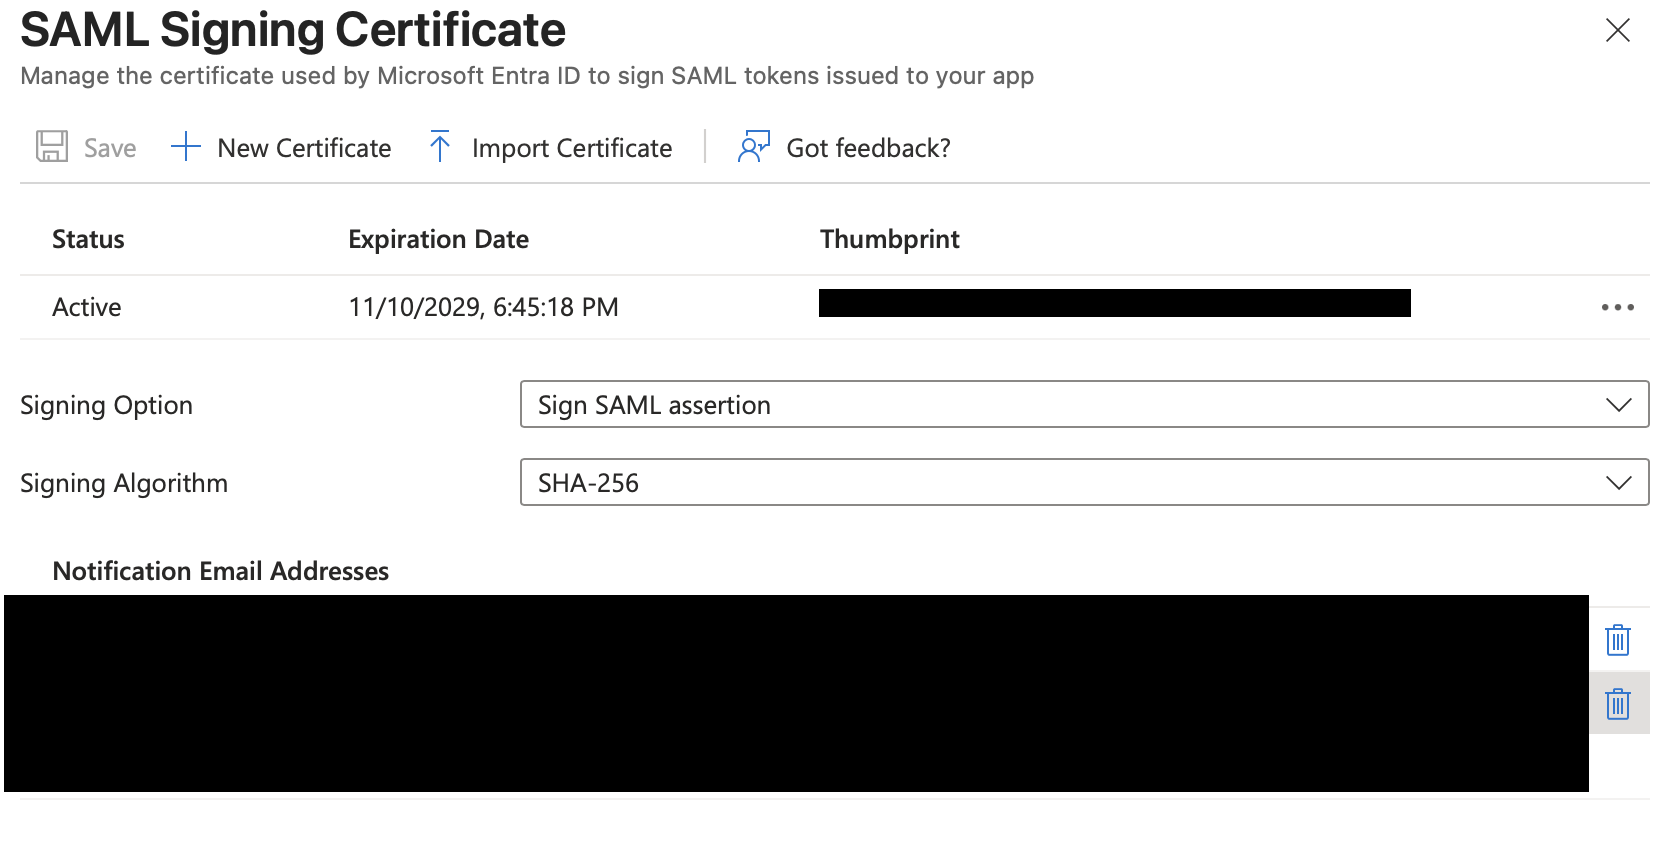 SAML Signing Certificate
Manage the certificate used by Microsoft Entra ID to sign SAML tokens issued to your app
Save New Certificate Import Certificate Got feedback?
Status Expiration Date Thumbprint
Active 11/10/2029, 6:45:18 PM
Signing Option Sign SAML assertion
Signing Algorithm SHA-256
Notification Email Addresses